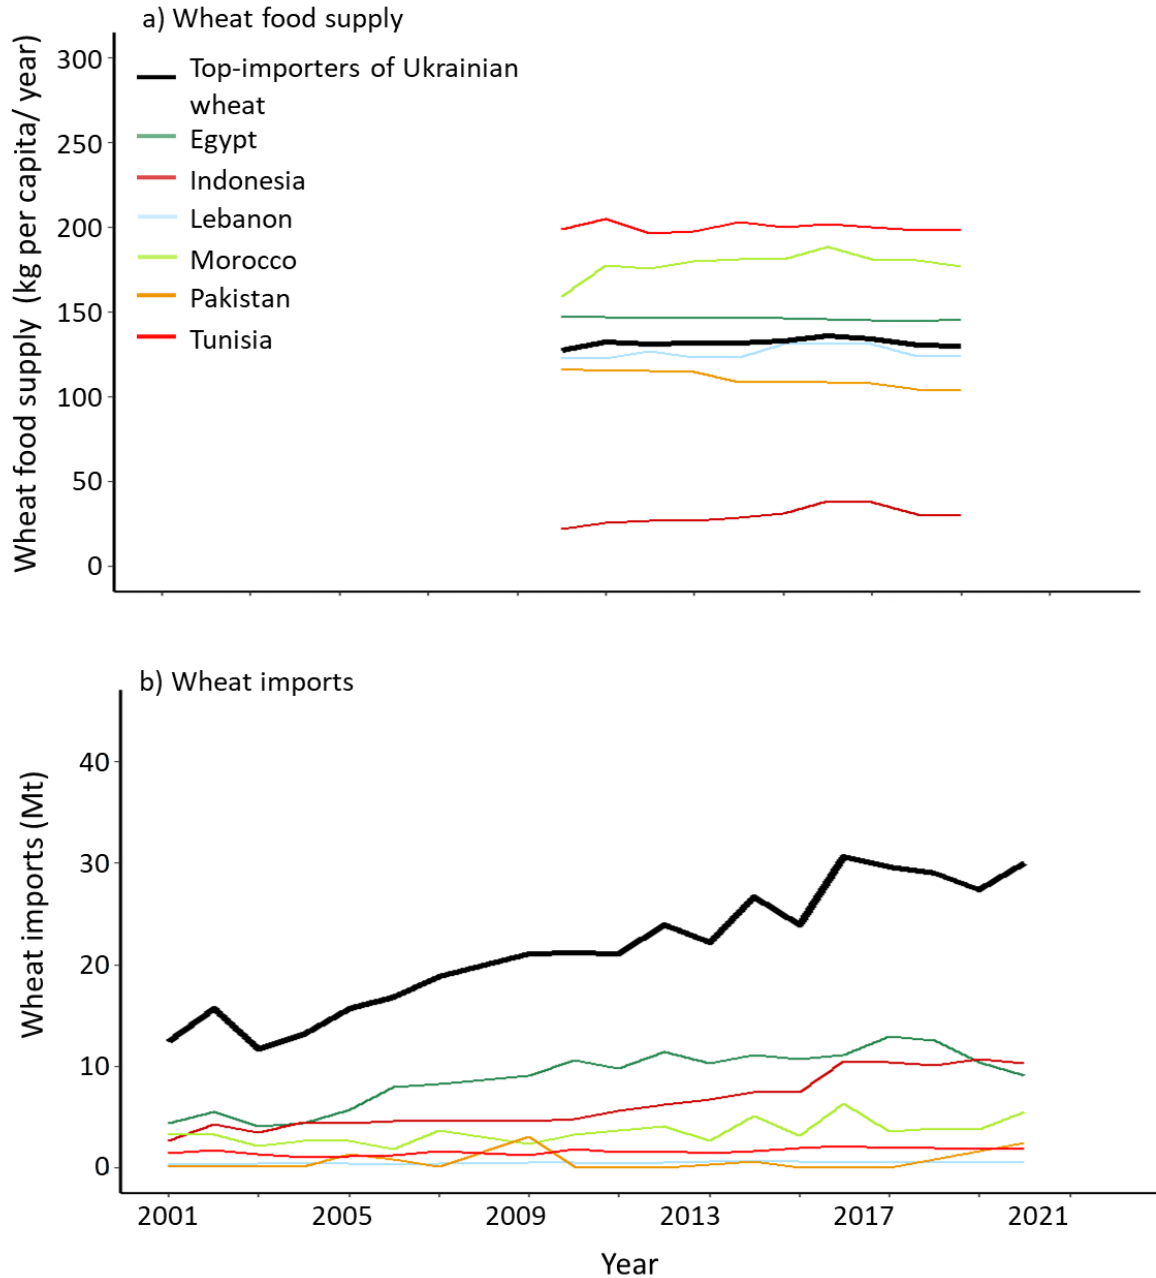 a) Wheat food supply
Wheat food supply (kg per capita/ year)
300
250
200
150
100
50
0
Top-importers of Ukrainian
wheat
Egypt
Indonesia
Lebanon
Morocco
Pakistan
Tunisia
b) Wheat imports
Wheat imports (Mt)
40
30
20
10
0
2001 2005 2009 2013 2017 2021
Year